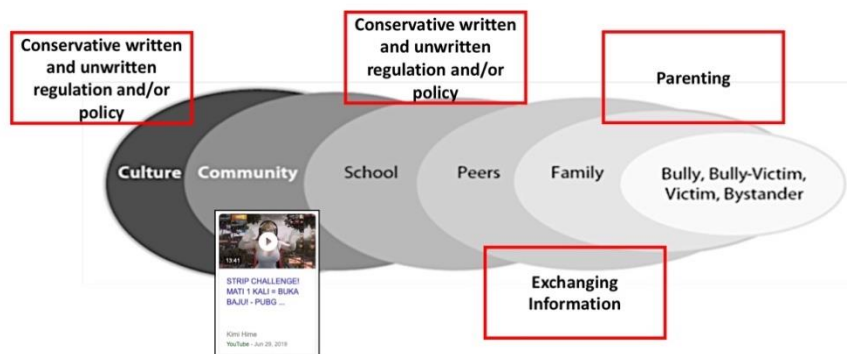 Conservative written
and unwritten
regulation and/or
policy
Conservative written
and unwritten
regulation and/or
policy
Parenting
Culture
Community
School
Peers
Family
Bully, Bully-Victim,
Victim, Bystander
13:41
STRIP CHALLENGE!
MATI 1 KALI = BUKA
BAJU! - PUBG ...
Kimi Hime
YouTube - Jun 28, 2019
Exchanging
Information